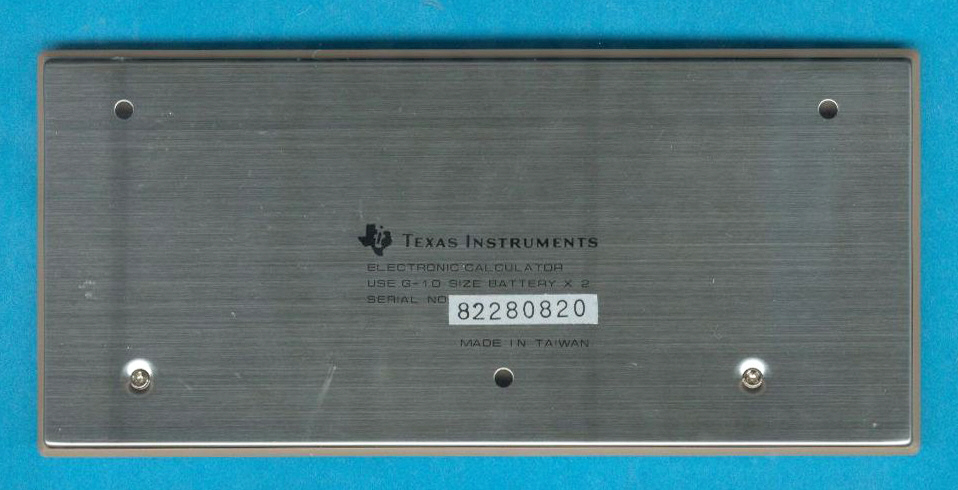 TEXAS INSTRUMENTS
ELECTRONIC CALCULATOR
USE G-10 SIZE BATTERY X 2
SERIAL NO 82280820
MADE IN TAIWAN